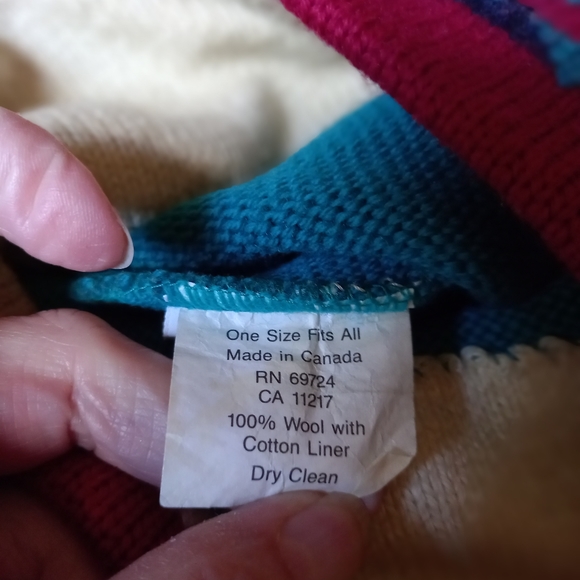 One Size Fits All
Made in Canada
RN 69724
CA 11217
100% Wool with
Cotton Liner
Dry Clean